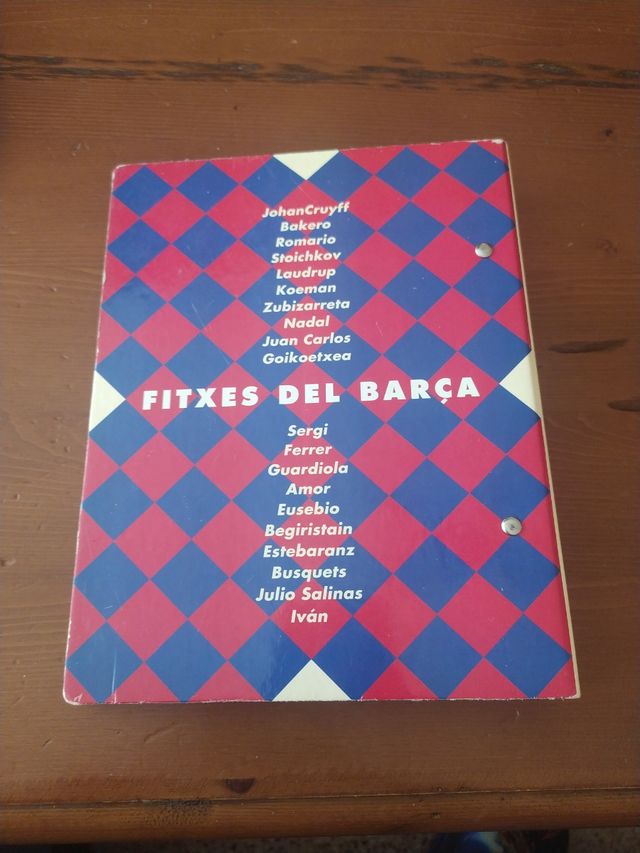 JohanCruyff
Bakero
Romario
Stoichkov
Laudrup
Koeman
Zubizarreta
Nadal
Juan Carlos
Goikoetxea
FITXES DEL BARÇA
Sergi
Ferrer
Guardiola
Amor
Eusebio
Begiristain
Estebaranz
Busquets
Julio Salinas
Iván